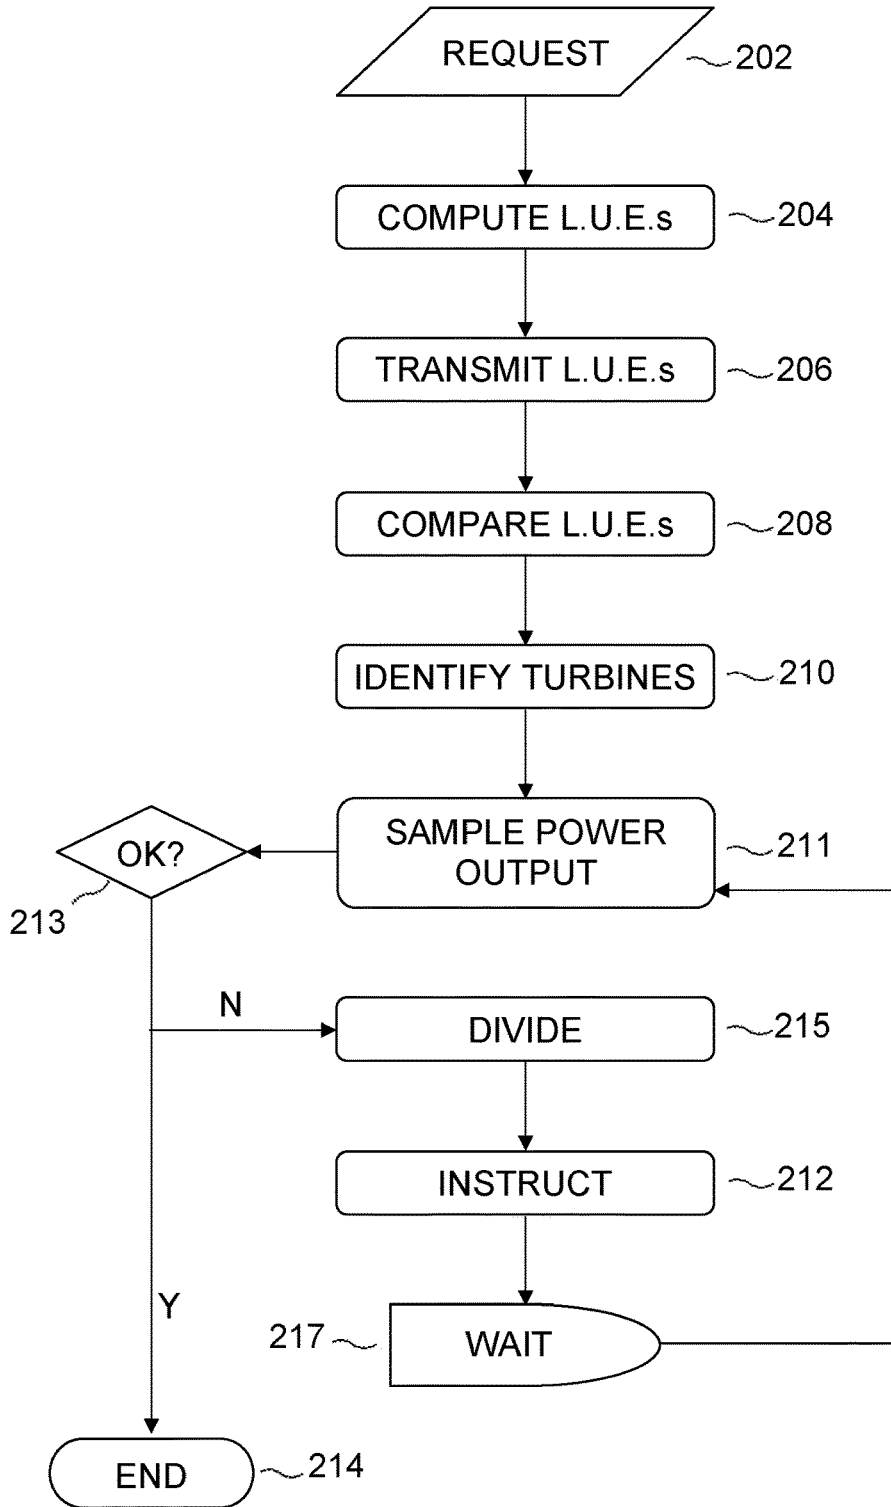 REQUEST
202
COMPUTE L.U.E.s
204
TRANSMIT L.U.E.s
206
COMPARE L.U.E.s
208
IDENTIFY TURBINES
210
SAMPLE POWER
OUTPUT
211
OK?
213
N
DIVIDE
215
INSTRUCT
212
Y
217
WAIT
END
214